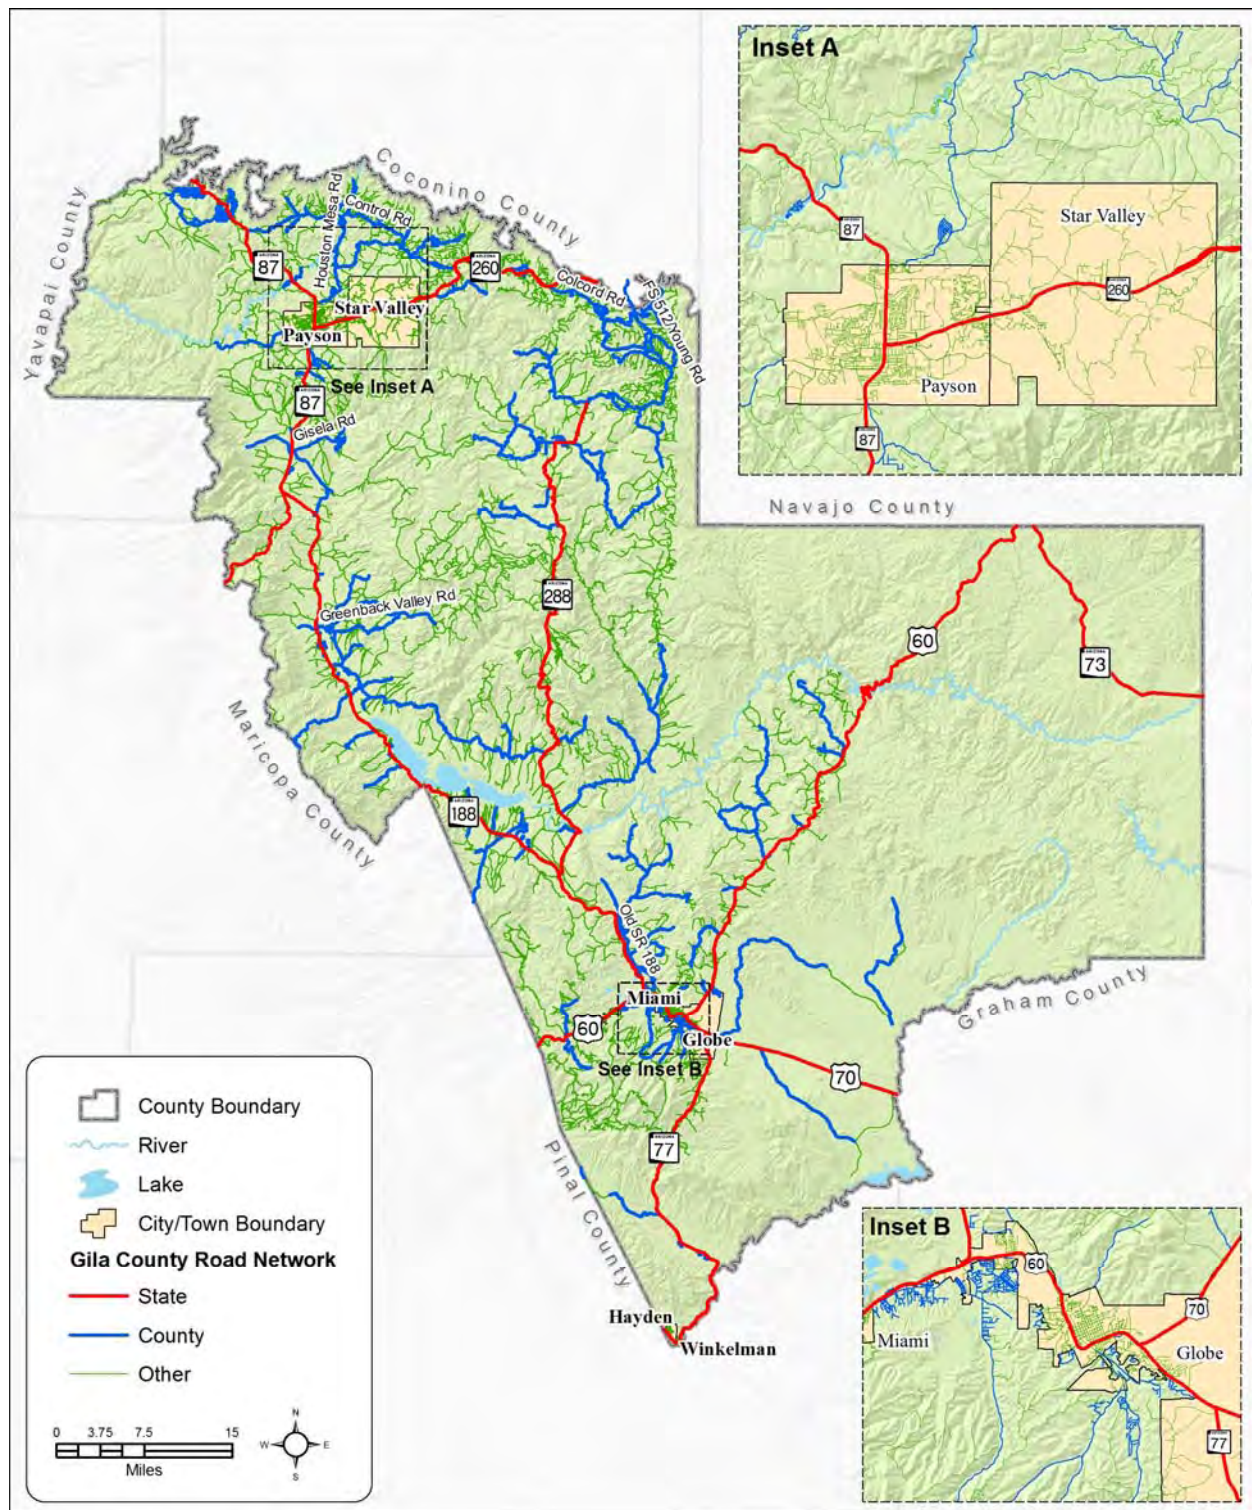 Inset A
Star Valley
87
260
Payson
87
Coconino County
Yavapai County
Houston Mesa Rd
Control Rd
87
260
Colcord Rd
FS 512/Young Rd
Star Valley
Payson
See Inset A
87
Gisela Rd
Navajo County
Greenback Valley Rd
288
60
73
Maricopa County
188
Old SR 188
Graham County
Miami
60
Globe
See Inset B
70
77
Pinal County
Hayden
Winkelman
County Boundary
River
Lake
City/Town Boundary
Gila County Road Network
State
County
Other
0 3.75 7.5 15
Miles
N
W E
S
Inset B
60
70
Miami
Globe
77